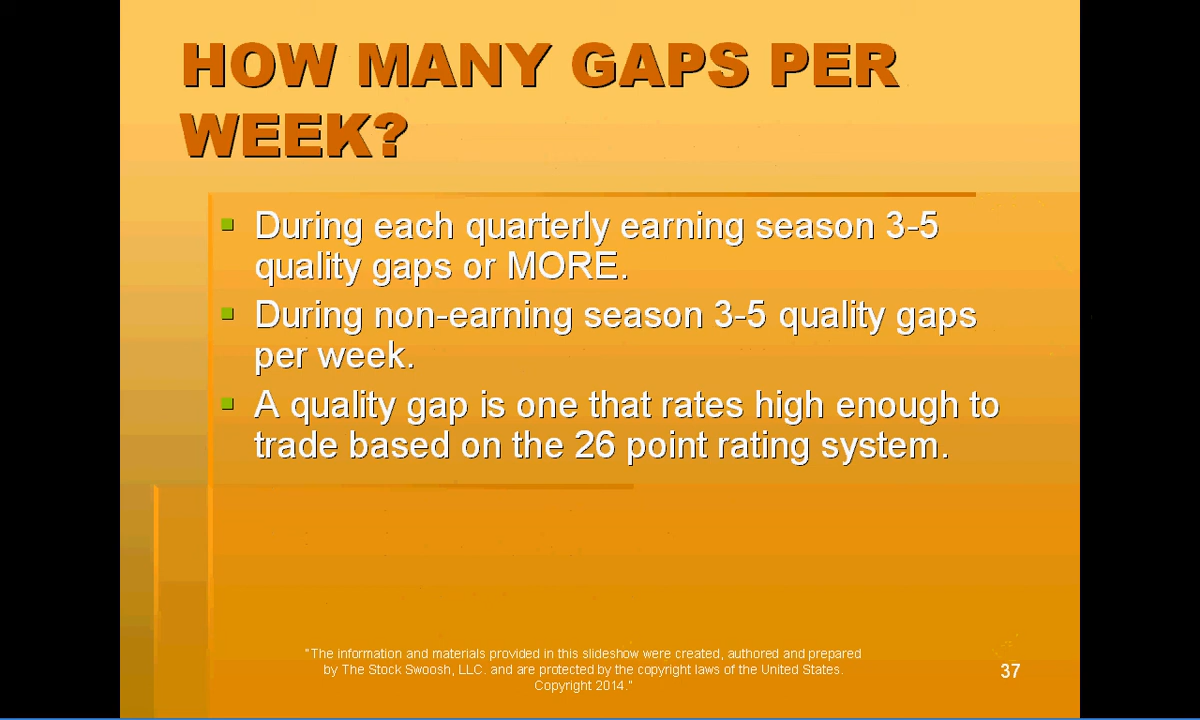 HOW MANY GAPS PER
WEEK?
During each quarterly earning season 3-5
quality gaps or MORE.
During non-earning season 3-5 quality gaps
per week.
A quality gap is one that rates high enough to
trade based on the 26 point rating system.
"The information and materials provided in this slideshow were created, authored and prepared
by The Stock Swoosh, LLC. and are protected by the copyright laws of the United States.
Copyright 2014."
37